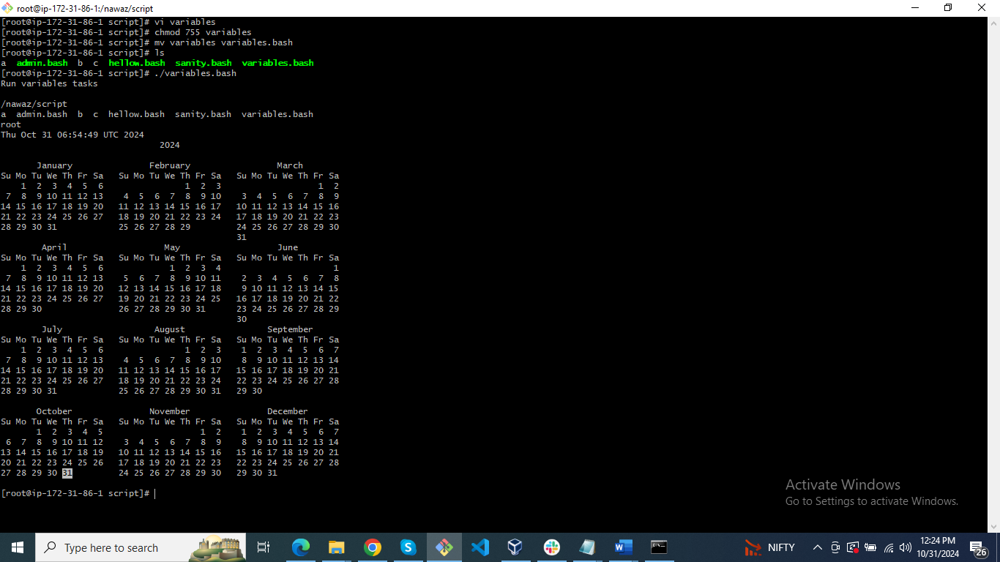 root@ip-172-31-86-1:/nawaz/script
[root@ip-172-31-86-1 script]# vi variables
[root@ip-172-31-86-1 script]# chmod 755 variables
[root@ip-172-31-86-1 script]# mv variables variables.bash
[root@ip-172-31-86-1 script]# ls
a  admin.bash  b  c  hellow.bash  sanity.bash  variables.bash
[root@ip-172-31-86-1 script]# ./variables.bash
Run variables tasks
/nawaz/script
a  admin.bash  b  c  hellow.bash  sanity.bash  variables.bash
root
Thu Oct 31 06:54:49 UTC 2024
                               2024
       January               February                 March
Su Mo Tu We Th Fr Sa   Su Mo Tu We Th Fr Sa   Su Mo Tu We Th Fr Sa
    1  2  3  4  5  6                1  2  3                   1  2
 7  8  9 10 11 12 13    4  5  6  7  8  9 10    3  4  5  6  7  8  9
14 15 16 17 18 19 20   11 12 13 14 15 16 17   10 11 12 13 14 15 16
21 22 23 24 25 26 27   18 19 20 21 22 23 24   17 18 19 20 21 22 23
28 29 30 31            25 26 27 28 29         24 25 26 27 28 29 30
                                              31
        April                   May                   June
Su Mo Tu We Th Fr Sa   Su Mo Tu We Th Fr Sa   Su Mo Tu We Th Fr Sa
    1  2  3  4  5  6             1  2  3  4                      1
 7  8  9 10 11 12 13    5  6  7  8  9 10 11    2  3  4  5  6  7  8
14 15 16 17 18 19 20   12 13 14 15 16 17 18    9 10 11 12 13 14 15
21 22 23 24 25 26 27   19 20 21 22 23 24 25   16 17 18 19 20 21 22
28 29 30               26 27 28 29 30 31      23 24 25 26 27 28 29
                                              30
        July                  August                September
Su Mo Tu We Th Fr Sa   Su Mo Tu We Th Fr Sa   Su Mo Tu We Th Fr Sa
    1  2  3  4  5  6                1  2  3    1  2  3  4  5  6  7
 7  8  9 10 11 12 13    4  5  6  7  8  9 10    8  9 10 11 12 13 14
14 15 16 17 18 19 20   11 12 13 14 15 16 17   15 16 17 18 19 20 21
21 22 23 24 25 26 27   18 19 20 21 22 23 24   22 23 24 25 26 27 28
28 29 30 31            25 26 27 28 29 30 31   29 30
       October               November               December
Su Mo Tu We Th Fr Sa   Su Mo Tu We Th Fr Sa   Su Mo Tu We Th Fr Sa
       1  2  3  4  5                   1  2    1  2  3  4  5  6  7
 6  7  8  9 10 11 12    3  4  5  6  7  8  9    8  9 10 11 12 13 14
13 14 15 16 17 18 19   10 11 12 13 14 15 16   15 16 17 18 19 20 21
20 21 22 23 24 25 26   17 18 19 20 21 22 23   22 23 24 25 26 27 28
27 28 29 30 31         24 25 26 27 28 29 30   29 30 31
[root@ip-172-31-86-1 script]#
Activate Windows
Go to Settings to activate Windows.
Type here to search
NIFTY
12:24 PM
10/31/2024
26